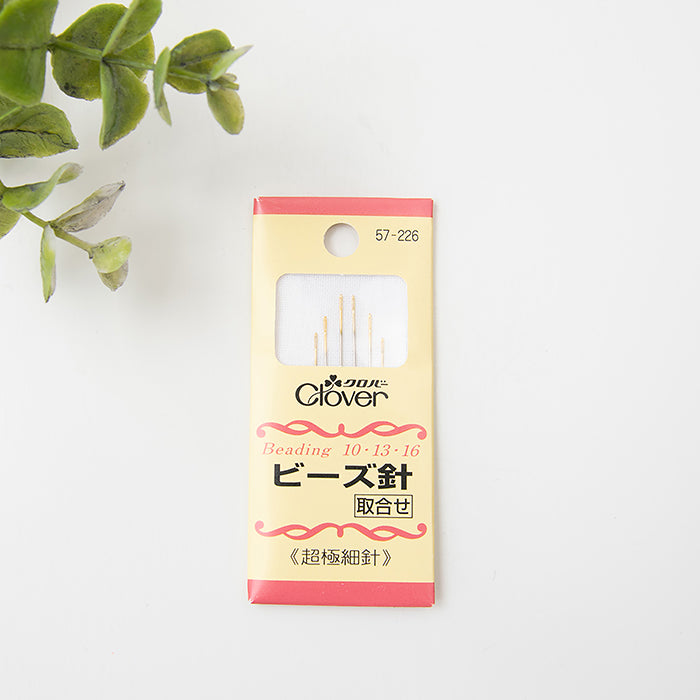 57-226
クロバー
Clover
Beading 10・13・16
ビーズ針
取合せ
《超極細針》